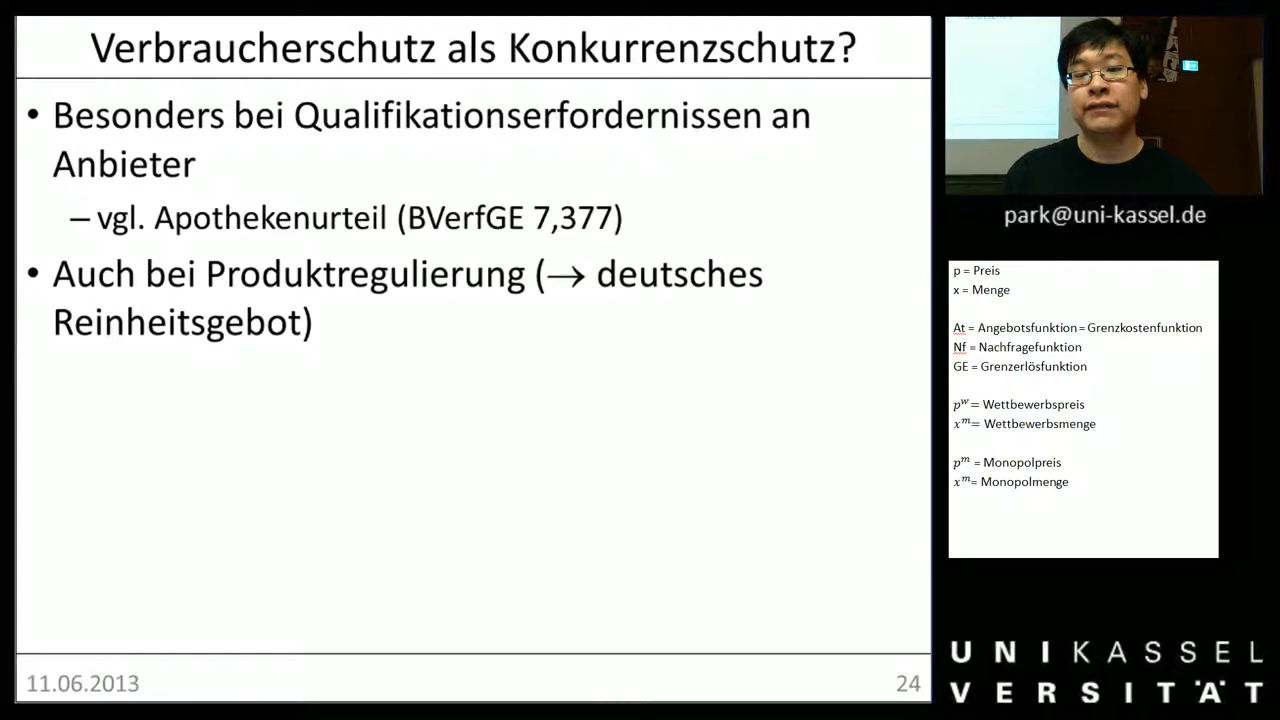 Verbraucherschutz als Konkurrenzschutz?
• Besonders bei Qualifikationserfordernissen an
Anbieter
– vgl. Apothekenurteil (BVerfGE 7,377)
• Auch bei Produktregulierung (→ deutsches
Reinheitsgebot)
11.06.2013
24
park@uni-kassel.de
p = Preis
x = Menge
At = Angebotsfunktion = Grenzkostenfunktion
Nf = Nachfragefunktion
GE = Grenzerlösfunktion
p^w = Wettbewerbspreis
x^m = Wettbewerbsmenge
p^m = Monopolpreis
x^m = Monopolmenge
UNIKASSEL
VERSITÄT